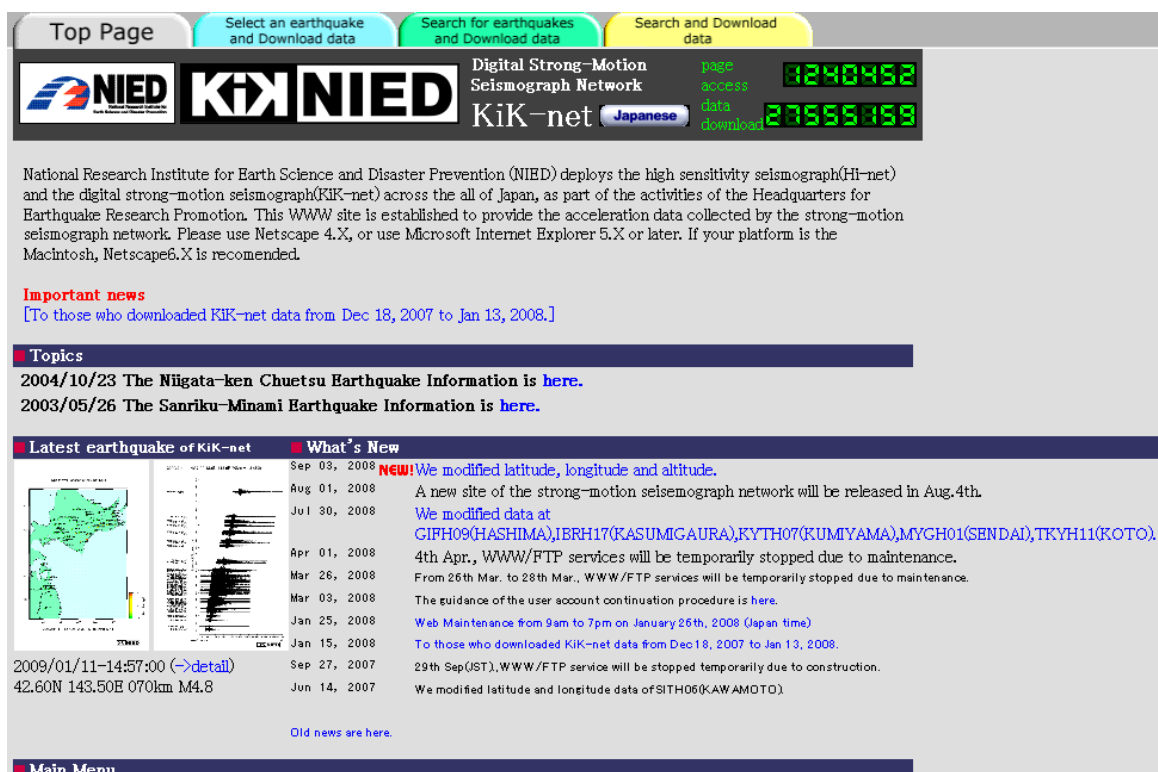 Top Page
Select an earthquake
and Download data
Search for earthquakes
and Download data
Search and Download
data
NIED
KiK NIED
Digital Strong-Motion
Seismograph Network
KiK-net Japanese
page
access
1240452
data
download
National Research Institute for Earth Science and Disaster Prevention (NIED) deploys the high sensitivity seismograph(Hi-net)
and the digital strong-motion seismograph(KiK-net) across the all of Japan, as part of the activities of the Headquarters for
Earthquake Research Promotion. This WWW site is established to provide the acceleration data collected by the strong-motion
seismograph network. Please use Netscape 4.X, or use Microsoft Internet Explorer 5.X or later. If your platform is the
Macintosh, Netscape6.X is recomended.
Important news
[To those who downloaded KiK-net data from Dec 18, 2007 to Jan 13, 2008.]
Topics
2004/10/23 The Niigata-ken Chuetsu Earthquake Information is here.
2003/05/26 The Sanriku-Minami Earthquake Information is here.
Latest earthquake of KiK-net
What's New
Sep 03, 2008 NEW! We modified latitude, longitude and altitude.
Aug 01, 2008 A new site of the strong-motion seisemograph network will be released in Aug.4th.
Jul 30, 2008 We modified data at
GIFH09(HASHIMA),IBRH17(KASUMIGAURA),KYTH07(KUMIYAMA),MYGH01(SENDAI),TKYH11(KOTO).
Apr 01, 2008 4th Apr., WWW/FTP services will be temporarily stopped due to maintenance.
Mar 26, 2008 From 26th Mar. to 28th Mar., WWW/FTP services will be temporarily stopped due to maintenance.
Mar 03, 2008 The guidance of the user account continuation procedure is here.
Jan 25, 2008 Web Maintenance from 9am to 7pm on January 26th, 2008 (Japan time)
Jan 15, 2008 To those who downloaded KiK-net data from Dec 18, 2007 to Jan 13, 2008.
Sep 27, 2007 29th Sep(JST)., WWW/FTP service will be stopped temporarily due to construction.
Jun 14, 2007 We modified latitude and longitude data of SITH06(KAWAMOTO).
2009/01/11-14:57:00 (->detail)
42.60N 143.50E 070km M4.8
Old news are here.
Main Menu